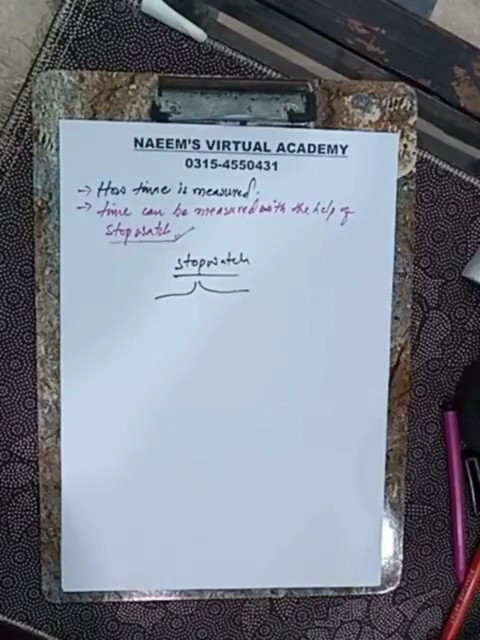 NAEEM'S VIRTUAL ACADEMY
0315-4550431
→ How time is measured.
→ time can be measured with the help of
stopwatch.
stopwatch